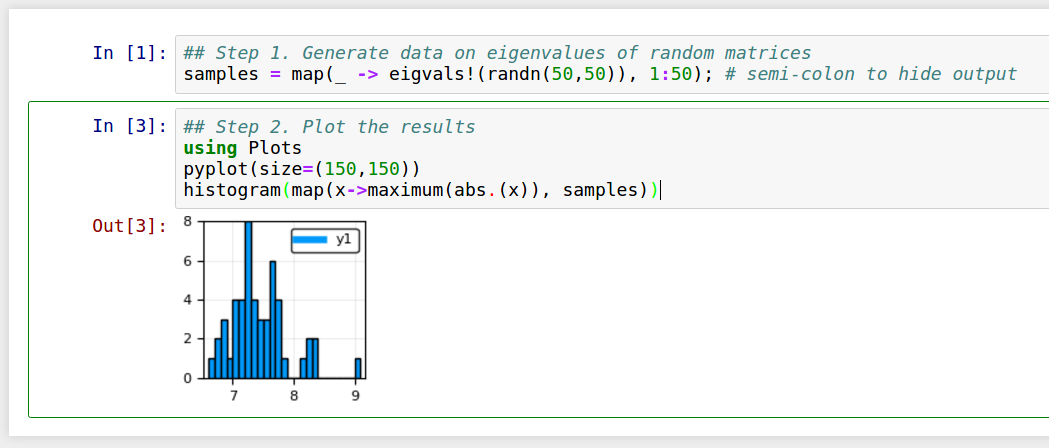 In [1]: ## Step 1. Generate data on eigenvalues of random matrices
samples = map(_ -> eigvals!(randn(50,50)), 1:50); # semi-colon to hide output
In [3]: ## Step 2. Plot the results
using Plots
pyplot(size=(150,150))
histogram(map(x->maximum(abs.(x)), samples))
Out[3]:
8
y1
6
4
2
0
7 8 9